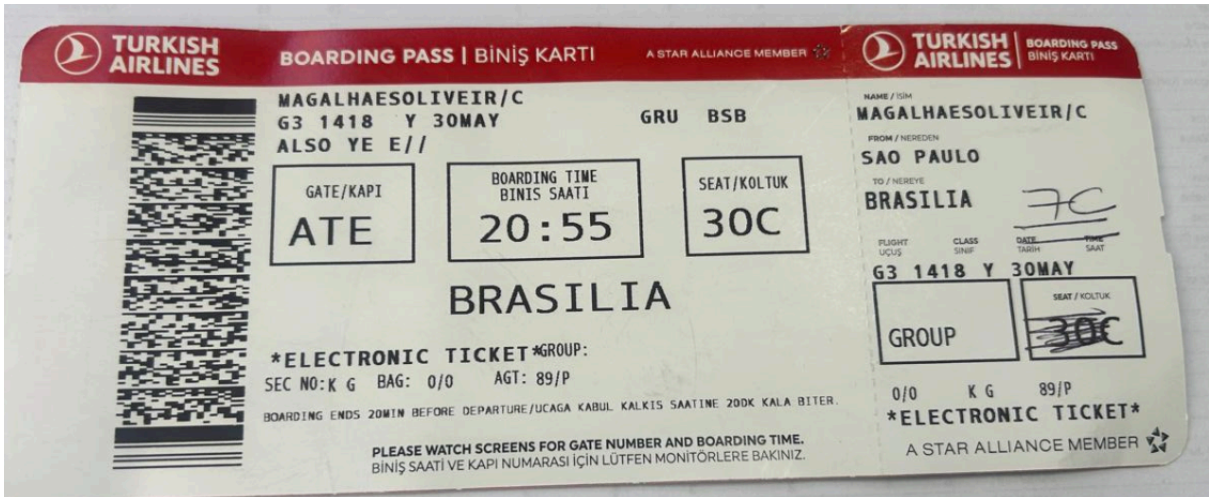 TURKISH AIRLINES
BOARDING PASS | BİNİŞ KARTI
A STAR ALLIANCE MEMBER
MAGALHAESOLIVEIR/C
G3 1418 Y 30MAY GRU BSB
ALSO YE E//
GATE/KAPI
ATE
BOARDING TIME
BINIS SAATI
20:55
SEAT/KOLTUK
30C
BRASILIA
*ELECTRONIC TICKET*GROUP:
SEC NO:K G BAG: 0/0 AGT: 89/P
BOARDING ENDS 20MIN BEFORE DEPARTURE/UCAGA KABUL KALKIS SAATINE 20DK KALA BITER.
PLEASE WATCH SCREENS FOR GATE NUMBER AND BOARDING TIME.
BİNİŞ SAATİ VE KAPI NUMARASI İÇİN LÜTFEN MONİTÖRLERE BAKINIZ.
TURKISH AIRLINES
BOARDING PASS
BİNİŞ KARTI
NAME / İSİM
MAGALHAESOLIVEIR/C
FROM / NEREDEN
SAO PAULO
TO / NEREYE
BRASILIA
7C
FLIGHT CLASS DATE TIME
UÇUŞ SINIF TARİH SAAT
G3 1418 Y 30MAY
GROUP
SEAT / KOLTUK
30C
0/0 K G 89/P
*ELECTRONIC TICKET*
A STAR ALLIANCE MEMBER